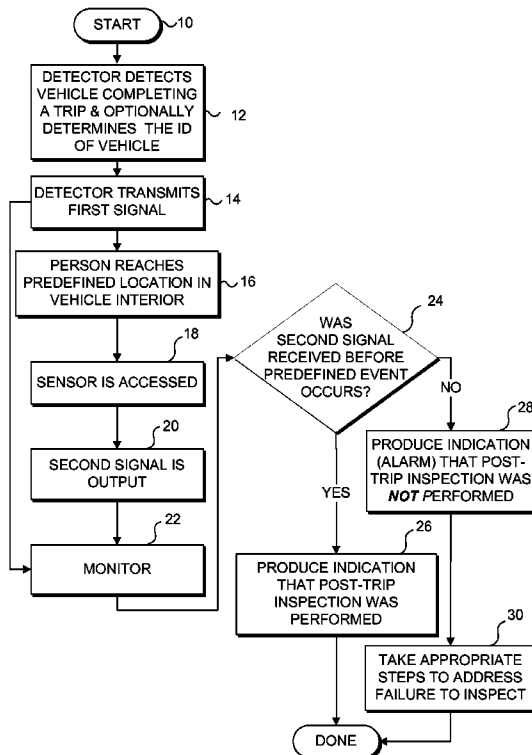 START
10
DETECTOR DETECTS
VEHICLE COMPLETING
A TRIP & OPTIONALLY
DETERMINES THE ID
OF VEHICLE
12
DETECTOR TRANSMITS
FIRST SIGNAL
14
PERSON REACHES
PREDEFINED LOCATION IN
VEHICLE INTERIOR
16
18
SENSOR IS ACCESSED
20
SECOND SIGNAL IS
OUTPUT
22
MONITOR
24
WAS
SECOND SIGNAL
RECEIVED BEFORE
PREDEFINED EVENT
OCCURS?
NO
YES
26
PRODUCE INDICATION
THAT POST-TRIP
INSPECTION WAS
PERFORMED
28
PRODUCE INDICATION
(ALARM) THAT POST-
TRIP INSPECTION WAS
NOT PERFORMED
30
TAKE APPROPRIATE
STEPS TO ADDRESS
FAILURE TO INSPECT
DONE